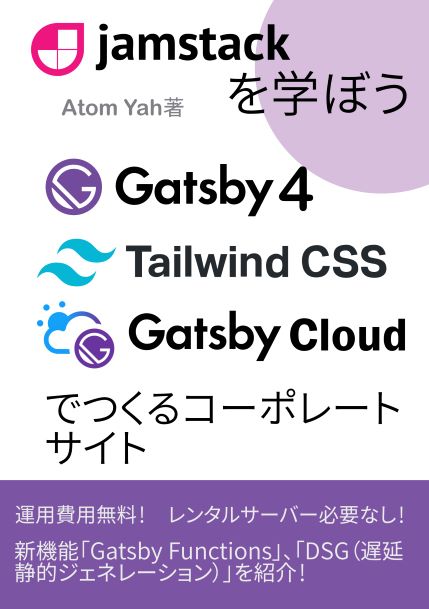 jamstack
を学ぼう
Atom Yah著
Gatsby 4
Tailwind CSS
Gatsby Cloud
でつくるコーポレート
サイト
運用費用無料！　レンタルサーバー必要なし！
新機能「Gatsby Functions」、「DSG（遅延
静的ジェネレーション）」を紹介！